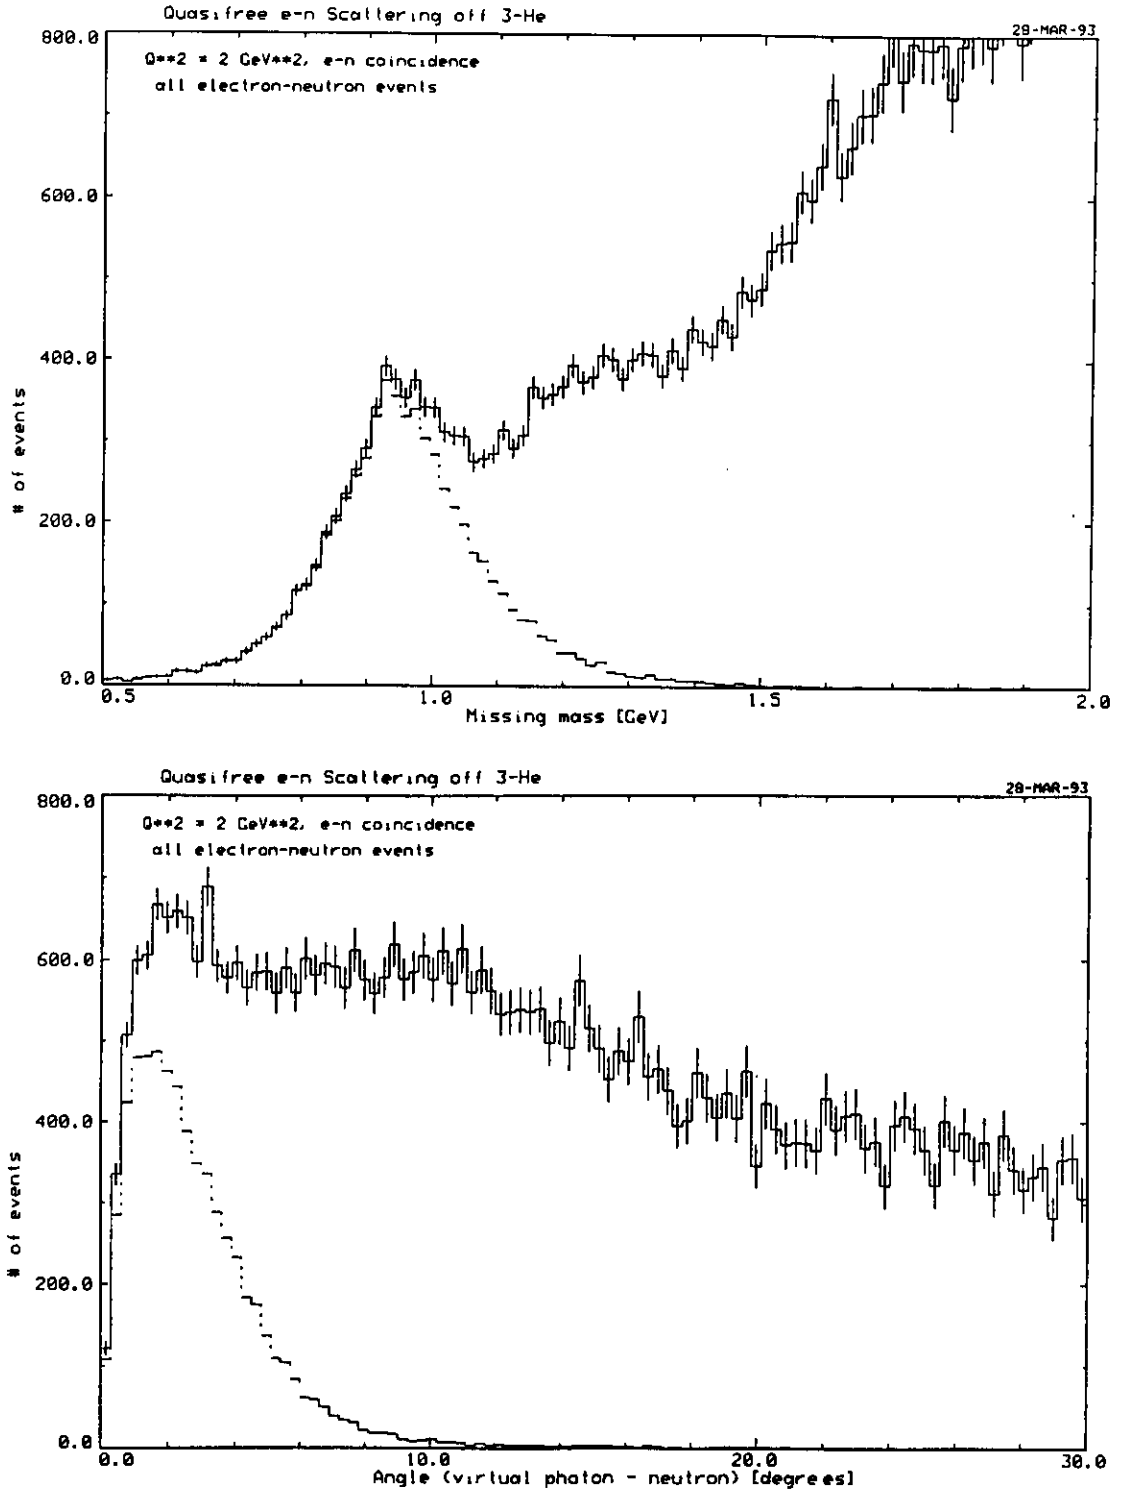 Quasifree e-n Scattering off 3-He
28-MAR-93
800.0
Q**2 = 2 GeV**2, e-n coincidence
all electron-neutron events
600.0
400.0
# of events
200.0
0.0
0.5
1.0
1.5
2.0
Missing mass [GeV]
Quasifree e-n Scattering off 3-He
28-MAR-93
800.0
Q**2 = 2 GeV**2, e-n coincidence
all electron-neutron events
600.0
400.0
# of events
200.0
0.0
0.0
10.0
20.0
30.0
Angle (virtual photon - neutron) [degrees]